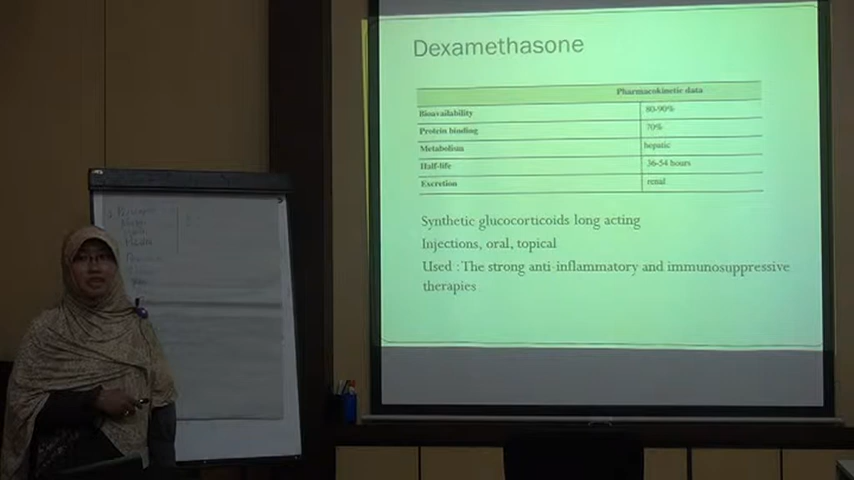 Dexamethasone
Pharmacokinetic data
Bioavailability 80-90%
Protein binding 70%
Metabolism hepatic
Half-life 36-54 hours
Excretion renal
Synthetic glucocorticoids long acting
Injections, oral, topical
Used : The strong anti-inflammatory and immunosuppressive
therapies